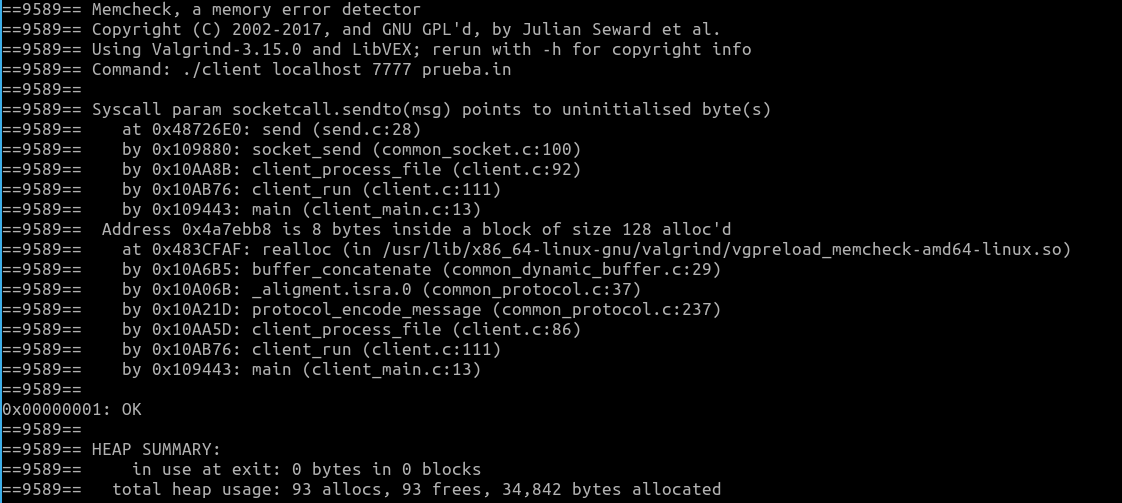 ==9589== Memcheck, a memory error detector
==9589== Copyright (C) 2002-2017, and GNU GPL'd, by Julian Seward et al.
==9589== Using Valgrind-3.15.0 and LibVEX; rerun with -h for copyright info
==9589== Command: ./client localhost 7777 prueba.in
==9589==
==9589== Syscall param socketcall.sendto(msg) points to uninitialised byte(s)
==9589==    at 0x48726E0: send (send.c:28)
==9589==    by 0x109880: socket_send (common_socket.c:100)
==9589==    by 0x10AA8B: client_process_file (client.c:92)
==9589==    by 0x10AB76: client_run (client.c:111)
==9589==    by 0x109443: main (client_main.c:13)
==9589==  Address 0x4a7ebb8 is 8 bytes inside a block of size 128 alloc'd
==9589==    at 0x483CFAF: realloc (in /usr/lib/x86_64-linux-gnu/valgrind/vgpreload_memcheck-amd64-linux.so)
==9589==    by 0x10A6B5: buffer_concatenate (common_dynamic_buffer.c:29)
==9589==    by 0x10A06B: _aligment.isra.0 (common_protocol.c:37)
==9589==    by 0x10A21D: protocol_encode_message (common_protocol.c:237)
==9589==    by 0x10AA5D: client_process_file (client.c:86)
==9589==    by 0x10AB76: client_run (client.c:111)
==9589==    by 0x109443: main (client_main.c:13)
==9589==
0x00000001: OK
==9589==
==9589== HEAP SUMMARY:
==9589==     in use at exit: 0 bytes in 0 blocks
==9589==   total heap usage: 93 allocs, 93 frees, 34,842 bytes allocated